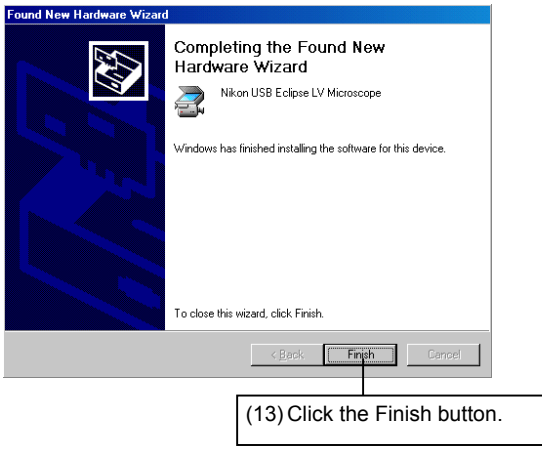 Found New Hardware Wizard
Completing the Found New
Hardware Wizard
Nikon USB Eclipse LV Microscope
Windows has finished installing the software for this device.
To close this wizard, click Finish.
< Back
Finish
Cancel
(13) Click the Finish button.